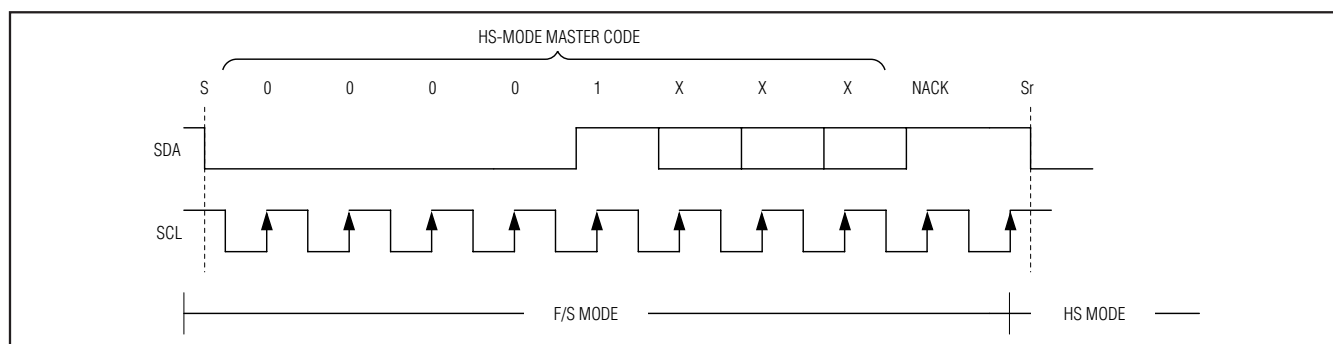 HS-MODE MASTER CODE
S 0 0 0 0 1 X X X NACK Sr
SDA
SCL
F/S MODE HS MODE